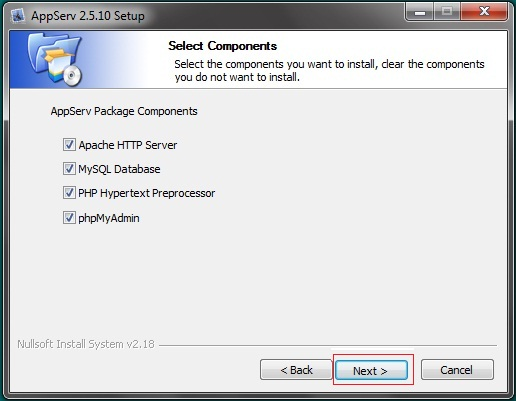 AppServ 2.5.10 Setup
Select Components
Select the components you want to install, clear the components
you do not want to install.
AppServ Package Components
Apache HTTP Server
MySQL Database
PHP Hypertext Preprocessor
phpMyAdmin
Nullsoft Install System v2.18
< Back
Next >
Cancel